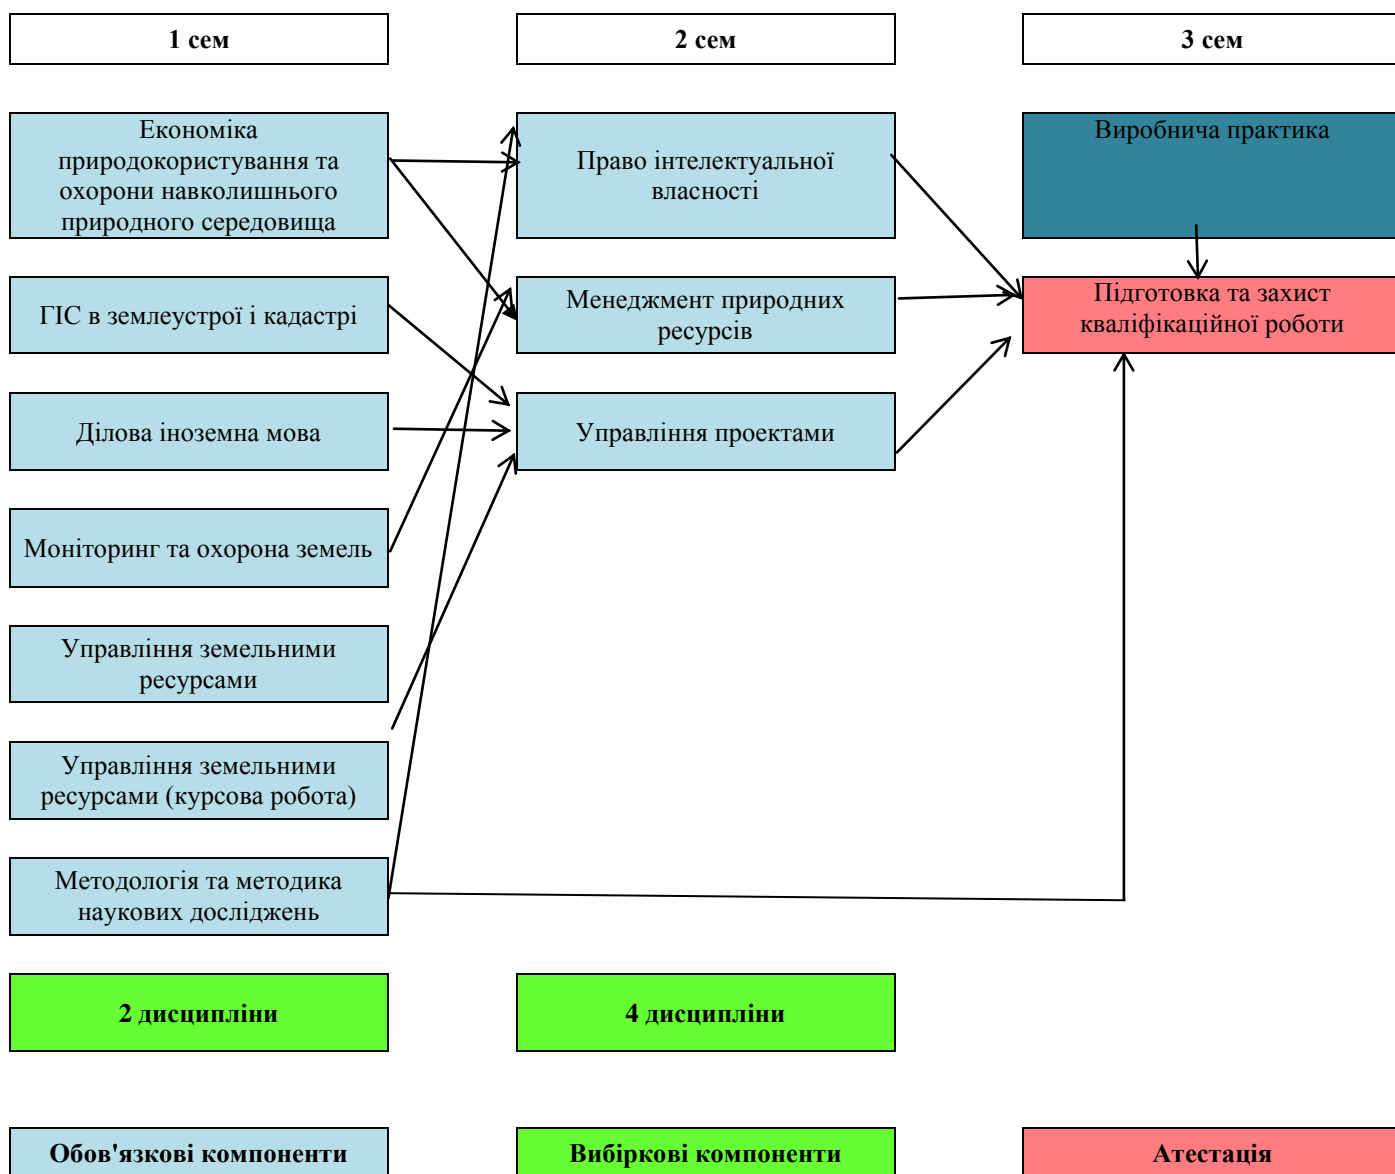 1 сем
2 сем
3 сем
Економіка
природокористування та
охорони навколишнього
природного середовища
Право інтелектуальної
власності
Виробнича практика
ГІС в землеустрої і кадастрі
Менеджмент природних
ресурсів
Підготовка та захист
кваліфікаційної роботи
Ділова іноземна мова
Управління проектами
Моніторинг та охорона земель
Управління земельними
ресурсами
Управління земельними
ресурсами (курсова робота)
Методологія та методика
наукових досліджень
2 дисципліни
4 дисципліни
Обов'язкові компоненти
Вибіркові компоненти
Атестація